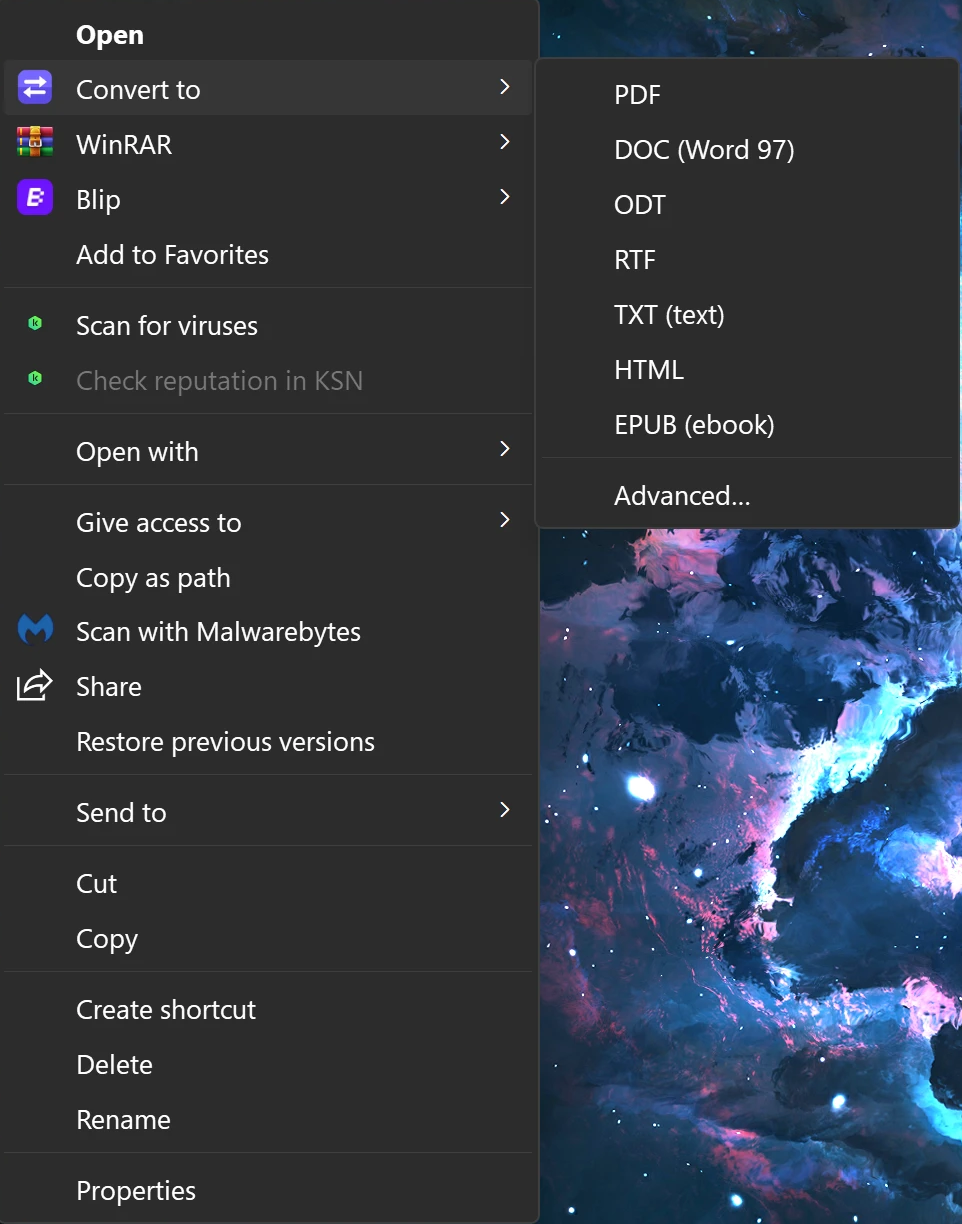 Open
Convert to
WinRAR
Blip
Add to Favorites
Scan for viruses
Check reputation in KSN
Open with
Give access to
Copy as path
Scan with Malwarebytes
Share
Restore previous versions
Send to
Cut
Copy
Create shortcut
Delete
Rename
Properties
PDF
DOC (Word 97)
ODT
RTF
TXT (text)
HTML
EPUB (ebook)
Advanced...